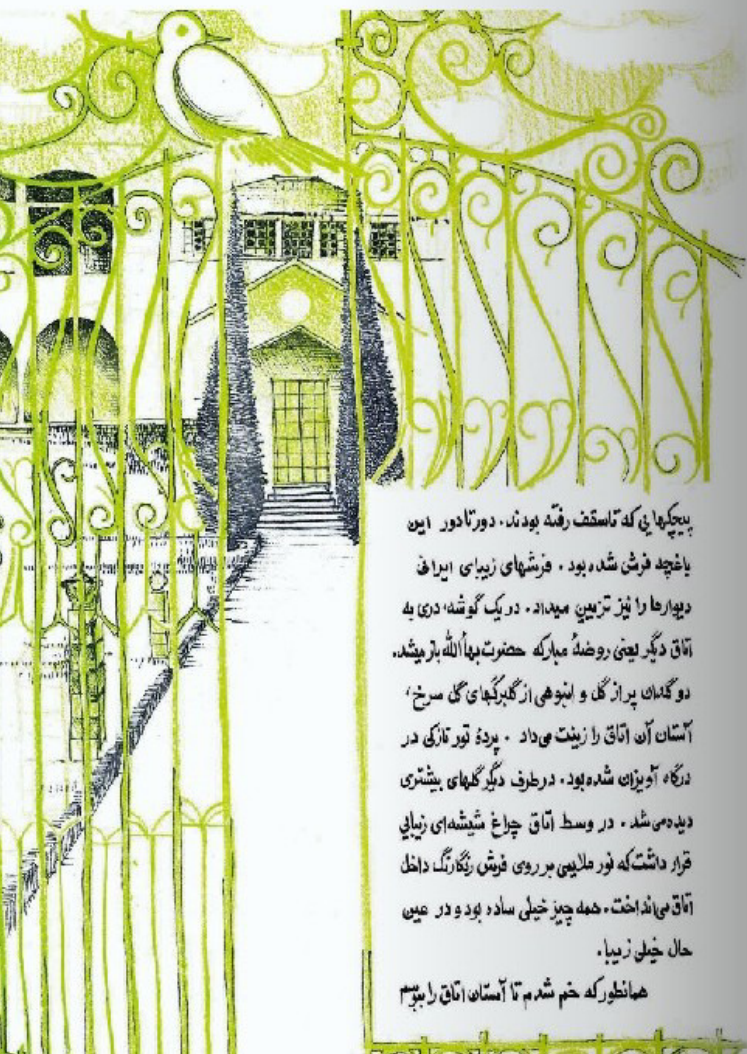 پیچکهایی که تاسقف رفته بودند. دورتادور این
باغچه فرش شده بود. فرشهای زیبای ایرانی
دیوارها را نیز تزیین میداد. در یک گوشه، دری به
اتاق دیگر یعنی روضهٔ مبارکه حضرت بهاُالله باز میشد.
دو گلدان پر از گل و انبوهی از گلبرگهای گل سرخ،
آستان آن اتاق را زینت می‌داد. پردهٔ تور نازکی در
درگاه آویزان شده بود. در طرف دیگر گلهای بیشتری
دیده می‌شد. در وسط اتاق چراغ شیشه‌ای زیبایی
قرار داشت که نور ملایمی بر روی فرش رنگارنگ داخل
اتاق می‌انداخت. همه چیز خیلی ساده بود و در عین
حال خیلی زیبا.
همانطور که خم شدم تا آستان اتاق را ببوسم